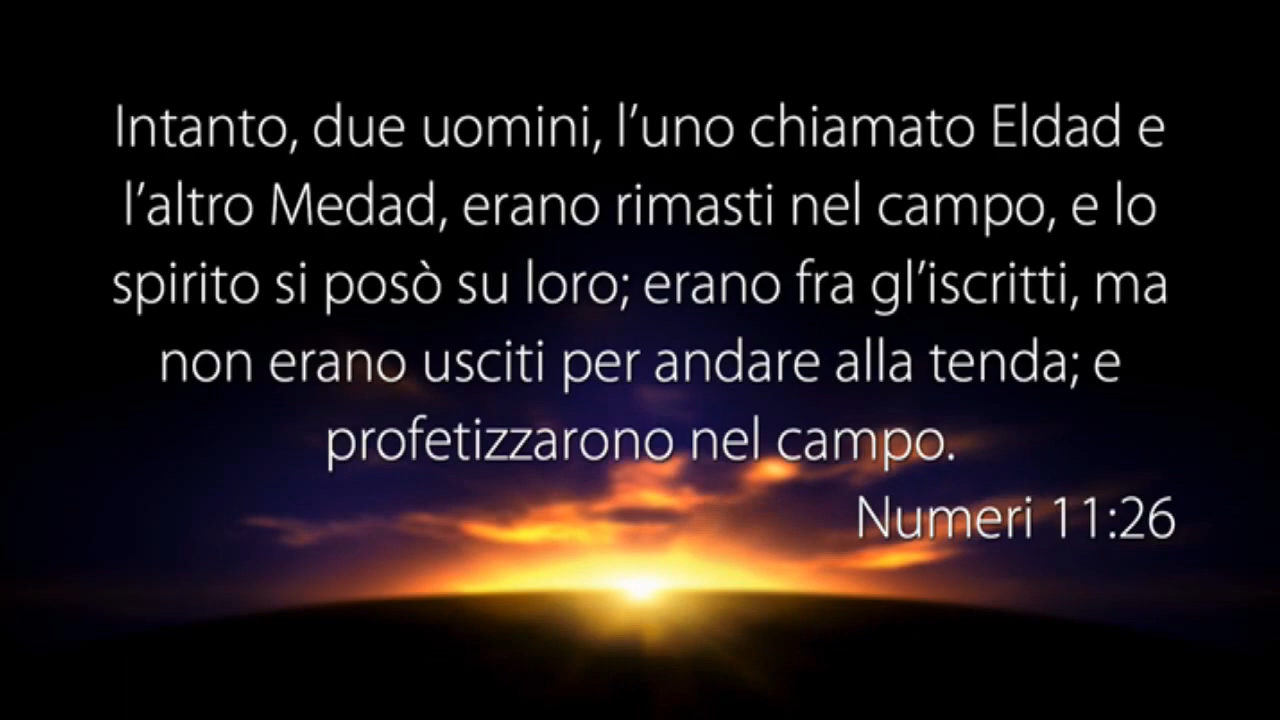 Intanto, due uomini, l’uno chiamato Eldad e
l’altro Medad, erano rimasti nel campo, e lo
spirito si posò su loro; erano fra gl’iscritti, ma
non erano usciti per andare alla tenda; e
profetizzarono nel campo.
Numeri 11:26